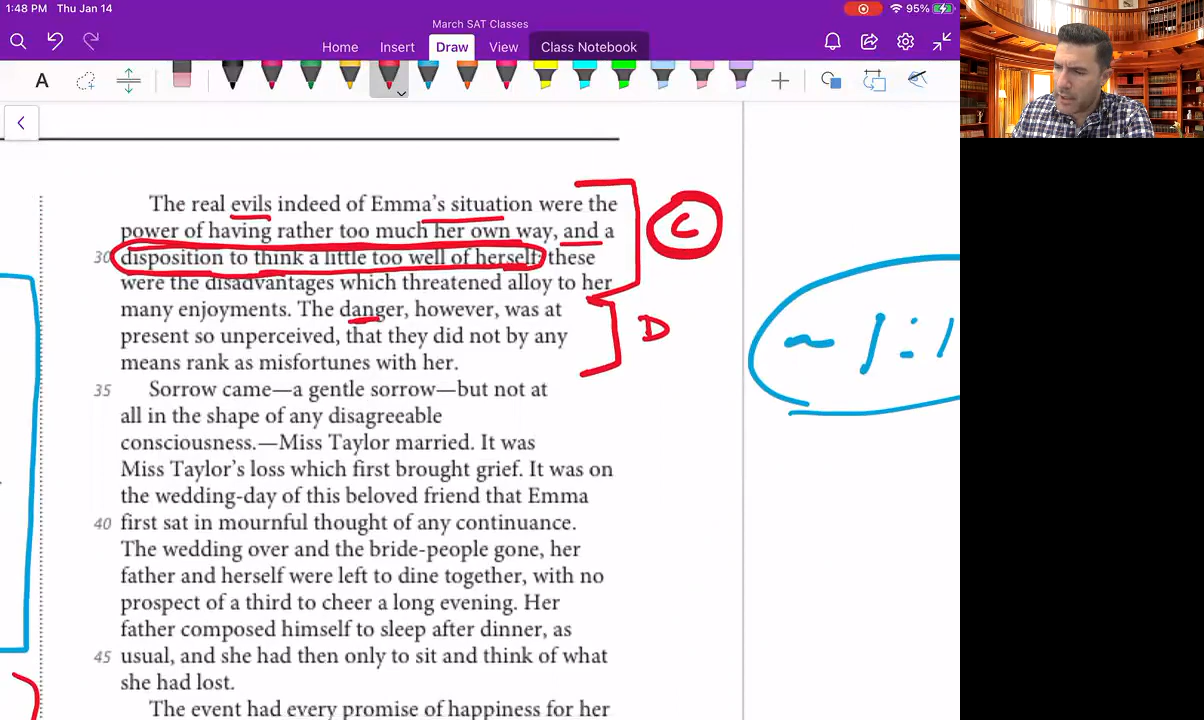 1:48 PM Thu Jan 14
95%
March SAT Classes
Home Insert Draw View Class Notebook
A
The real evils indeed of Emma's situation were the
power of having rather too much her own way, and a
30 disposition to think a little too well of herself; these
were the disadvantages which threatened alloy to her
many enjoyments. The danger, however, was at
present so unperceived, that they did not by any
means rank as misfortunes with her.
C
D
35 Sorrow came—a gentle sorrow—but not at
all in the shape of any disagreeable
consciousness.—Miss Taylor married. It was
Miss Taylor's loss which first brought grief. It was on
the wedding-day of this beloved friend that Emma
40 first sat in mournful thought of any continuance.
The wedding over and the bride-people gone, her
father and herself were left to dine together, with no
prospect of a third to cheer a long evening. Her
father composed himself to sleep after dinner, as
45 usual, and she had then only to sit and think of what
she had lost.
The event had every promise of happiness for her